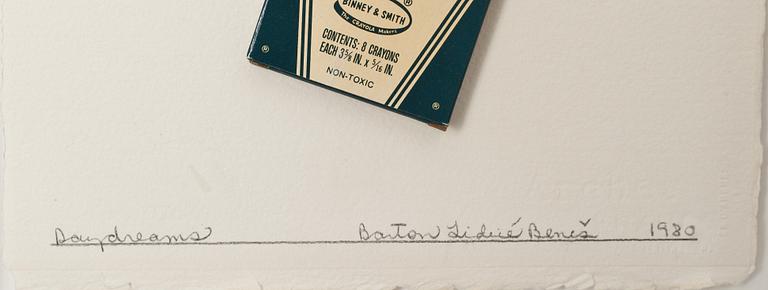 ®
BINNEY & SMITH
The CRAYOLA Makers
CONTENTS: 8 CRAYONS
EACH 3⅝ IN. x 5/16 IN.
NON-TOXIC
® ®
Daydreams Barton Lidicé Beneš 1980